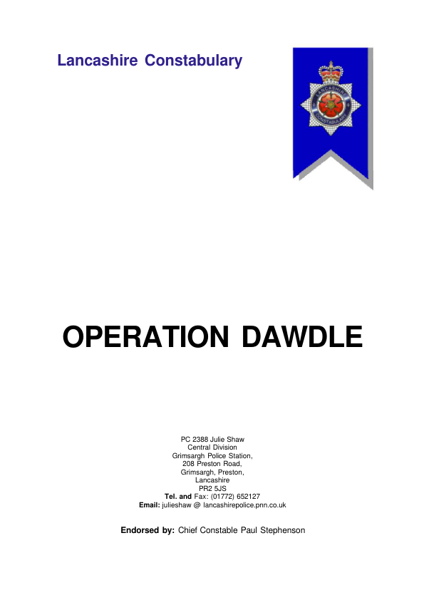 Lancashire Constabulary
LANCASHIRE
CONSTABULARY
OPERATION DAWDLE
PC 2388 Julie Shaw
Central Division
Grimsargh Police Station,
208 Preston Road,
Grimsargh, Preston,
Lancashire
PR2 5JS
Tel. and Fax: (01772) 652127
Email: julieshaw @ lancashirepolice.pnn.co.uk
Endorsed by: Chief Constable Paul Stephenson